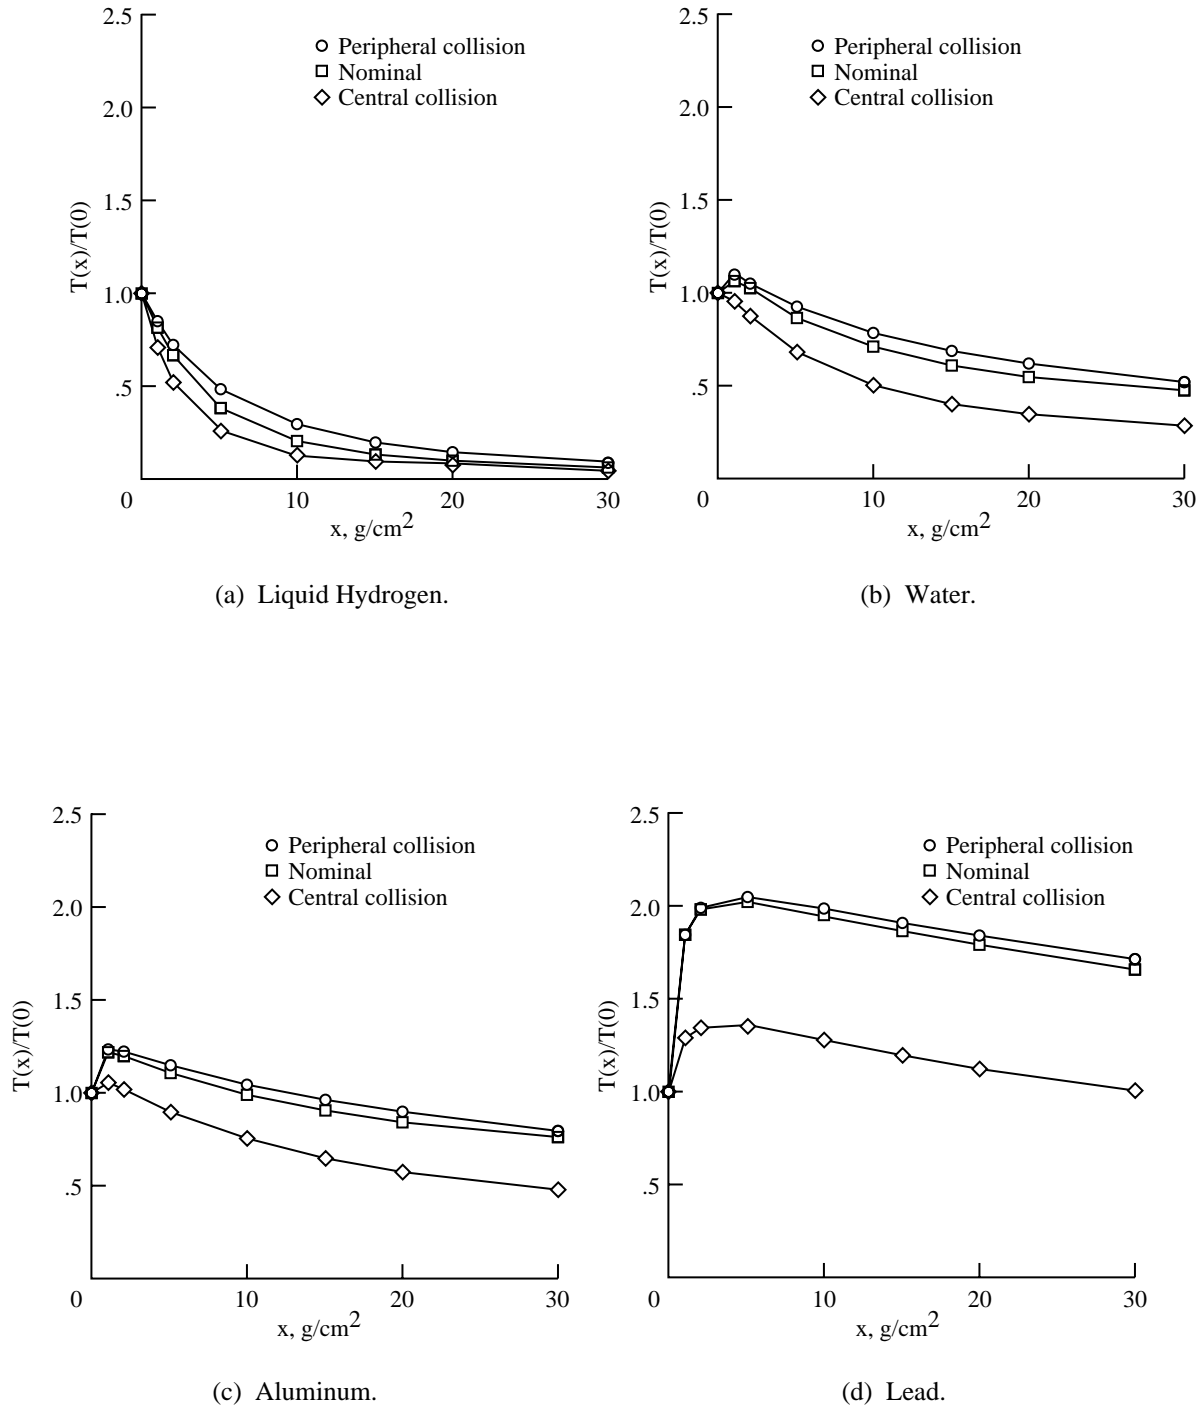 2.5
Peripheral collision
Nominal
Central collision
2.0
1.5
T(x)/T(0)
1.0
.5
0
10
20
30
x, g/cm2
(a) Liquid Hydrogen.
2.5
Peripheral collision
Nominal
Central collision
2.0
1.5
T(x)/T(0)
1.0
.5
0
10
20
30
x, g/cm2
(b) Water.
2.5
Peripheral collision
Nominal
Central collision
2.0
1.5
T(x)/T(0)
1.0
.5
0
10
20
30
x, g/cm2
(c) Aluminum.
2.5
Peripheral collision
Nominal
Central collision
2.0
1.5
T(x)/T(0)
1.0
.5
0
10
20
30
x, g/cm2
(d) Lead.